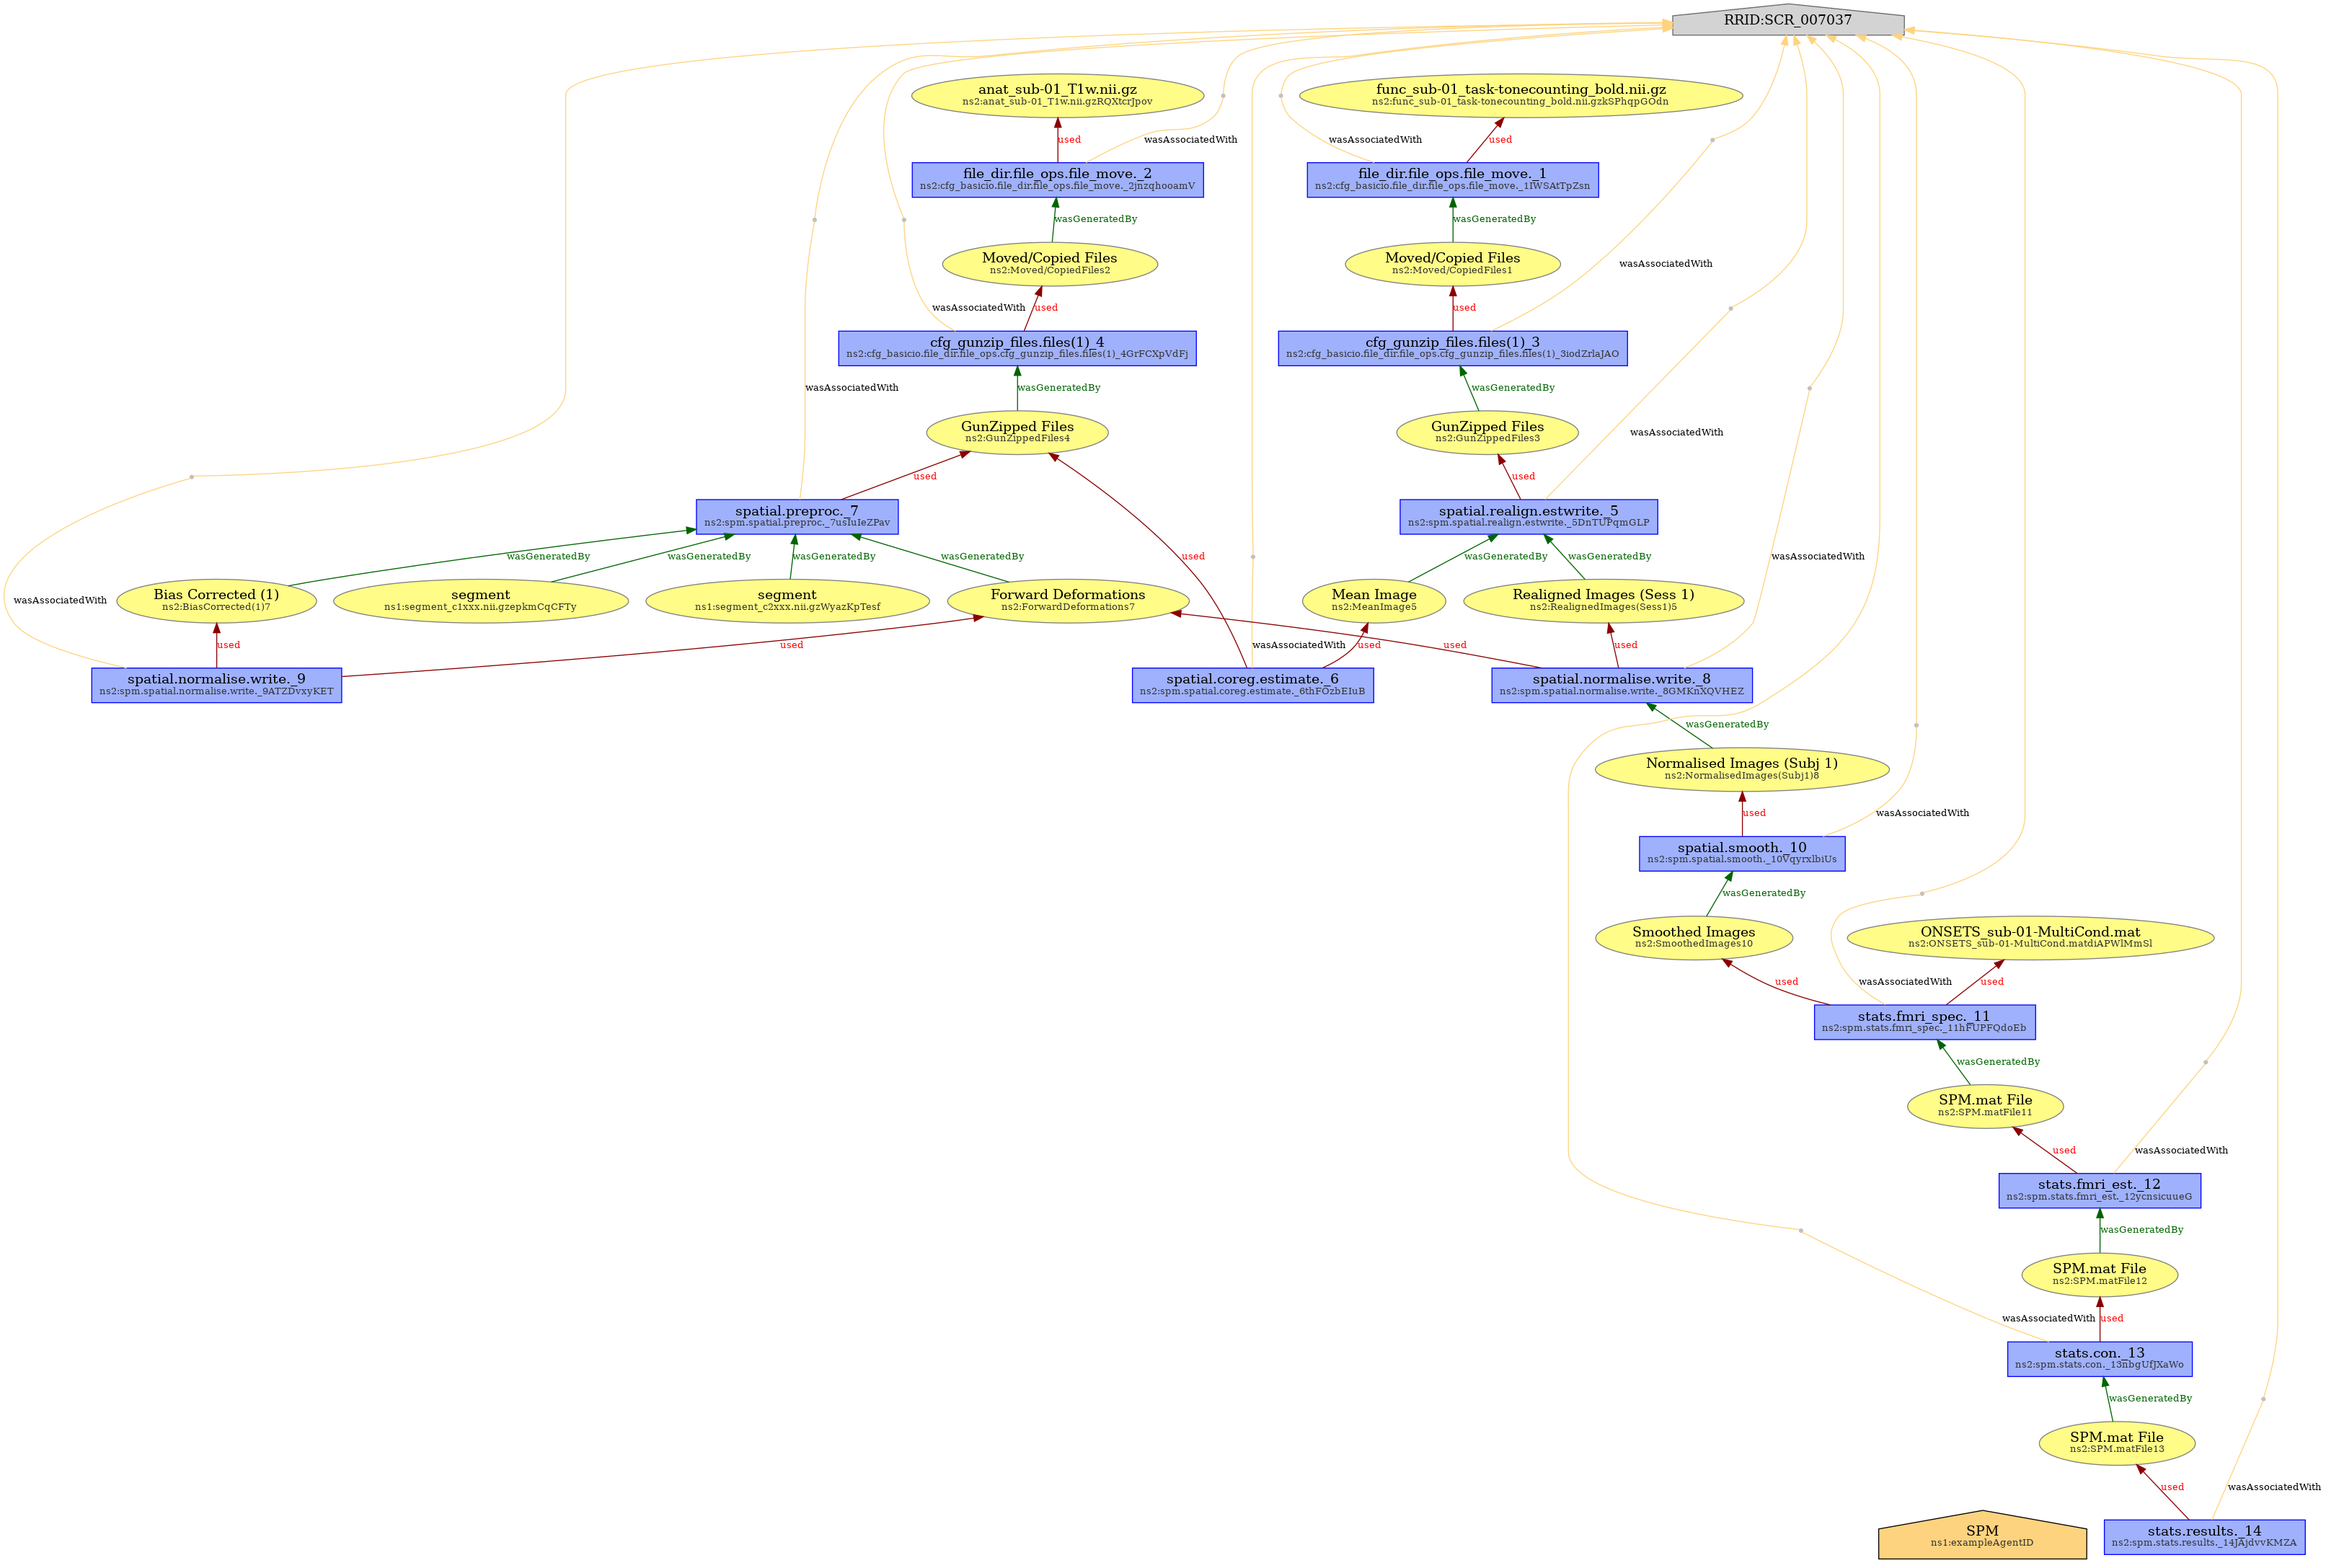 RRID:SCR_007037
anat_sub-01_T1w.nii.gz
ns2:anat_sub-01_T1w.nii.gzRQXtcrJpov
func_sub-01_task-tonecounting_bold.nii.gz
ns2:func_sub-01_task-tonecounting_bold.nii.gzkSPhqpGOdn
used
wasAssociatedWith
wasAssociatedWith
used
file_dir.file_ops.file_move._2
ns2:cfg_basicio.file_dir.file_ops.file_move._2jnzqhooamV
file_dir.file_ops.file_move._1
ns2:cfg_basicio.file_dir.file_ops.file_move._1IWSAtTpZsn
wasGeneratedBy
wasGeneratedBy
Moved/Copied Files
ns2:Moved/CopiedFiles2
Moved/Copied Files
ns2:Moved/CopiedFiles1
wasAssociatedWith
wasAssociatedWith
used
used
cfg_gunzip_files.files(1)_4
ns2:cfg_basicio.file_dir.file_ops.cfg_gunzip_files.files(1)_4GrFCXpVdFj
cfg_gunzip_files.files(1)_3
ns2:cfg_basicio.file_dir.file_ops.cfg_gunzip_files.files(1)_3iodZrlaJAO
wasAssociatedWith
wasGeneratedBy
wasGeneratedBy
GunZipped Files
ns2:GunZippedFiles4
GunZipped Files
ns2:GunZippedFiles3
wasAssociatedWith
used
used
spatial.preproc._7
ns2:spm.spatial.preproc._7usIuIeZPav
spatial.realign.estwrite._5
ns2:spm.spatial.realign.estwrite._5DnTUPqmGLP
wasGeneratedBy
wasGeneratedBy
wasGeneratedBy
wasGeneratedBy
used
wasGeneratedBy
wasGeneratedBy
wasAssociatedWith
wasAssociatedWith
Bias Corrected (1)
ns2:BiasCorrected(1)7
segment
ns1:segment_c1xxx.nii.gzepkmCqCFTy
segment
ns1:segment_c2xxx.nii.gzWyazKpTesf
Forward Deformations
ns2:ForwardDeformations7
Mean Image
ns2:MeanImage5
Realigned Images (Sess 1)
ns2:RealignedImages(Sess1)5
used
used
wasAssociatedWith
used
used
used
spatial.normalise.write._9
ns2:spm.spatial.normalise.write._9ATZDvxyKET
spatial.coreg.estimate._6
ns2:spm.spatial.coreg.estimate._6thFOzbEIuB
spatial.normalise.write._8
ns2:spm.spatial.normalise.write._8GMKnXQVHEZ
wasGeneratedBy
Normalised Images (Subj 1)
ns2:NormalisedImages(Subj1)8
used
wasAssociatedWith
spatial.smooth._10
ns2:spm.spatial.smooth._10VqyrxlbiUs
wasGeneratedBy
Smoothed Images
ns2:SmoothedImages10
ONSETS_sub-01-MultiCond.mat
ns2:ONSETS_sub-01-MultiCond.matdiAPWlMmSl
used
wasAssociatedWith
used
stats.fmri_spec._11
ns2:spm.stats.fmri_spec._11hFUPFQdoEb
wasGeneratedBy
SPM.mat File
ns2:SPM.matFile11
used
wasAssociatedWith
stats.fmri_est._12
ns2:spm.stats.fmri_est._12ycnsicuueG
wasGeneratedBy
SPM.mat File
ns2:SPM.matFile12
wasAssociatedWith
used
stats.con._13
ns2:spm.stats.con._13nbgUfJXaWo
wasGeneratedBy
SPM.mat File
ns2:SPM.matFile13
used
wasAssociatedWith
SPM
ns1:exampleAgentID
stats.results._14
ns2:spm.stats.results._14JAjdvvKMZA